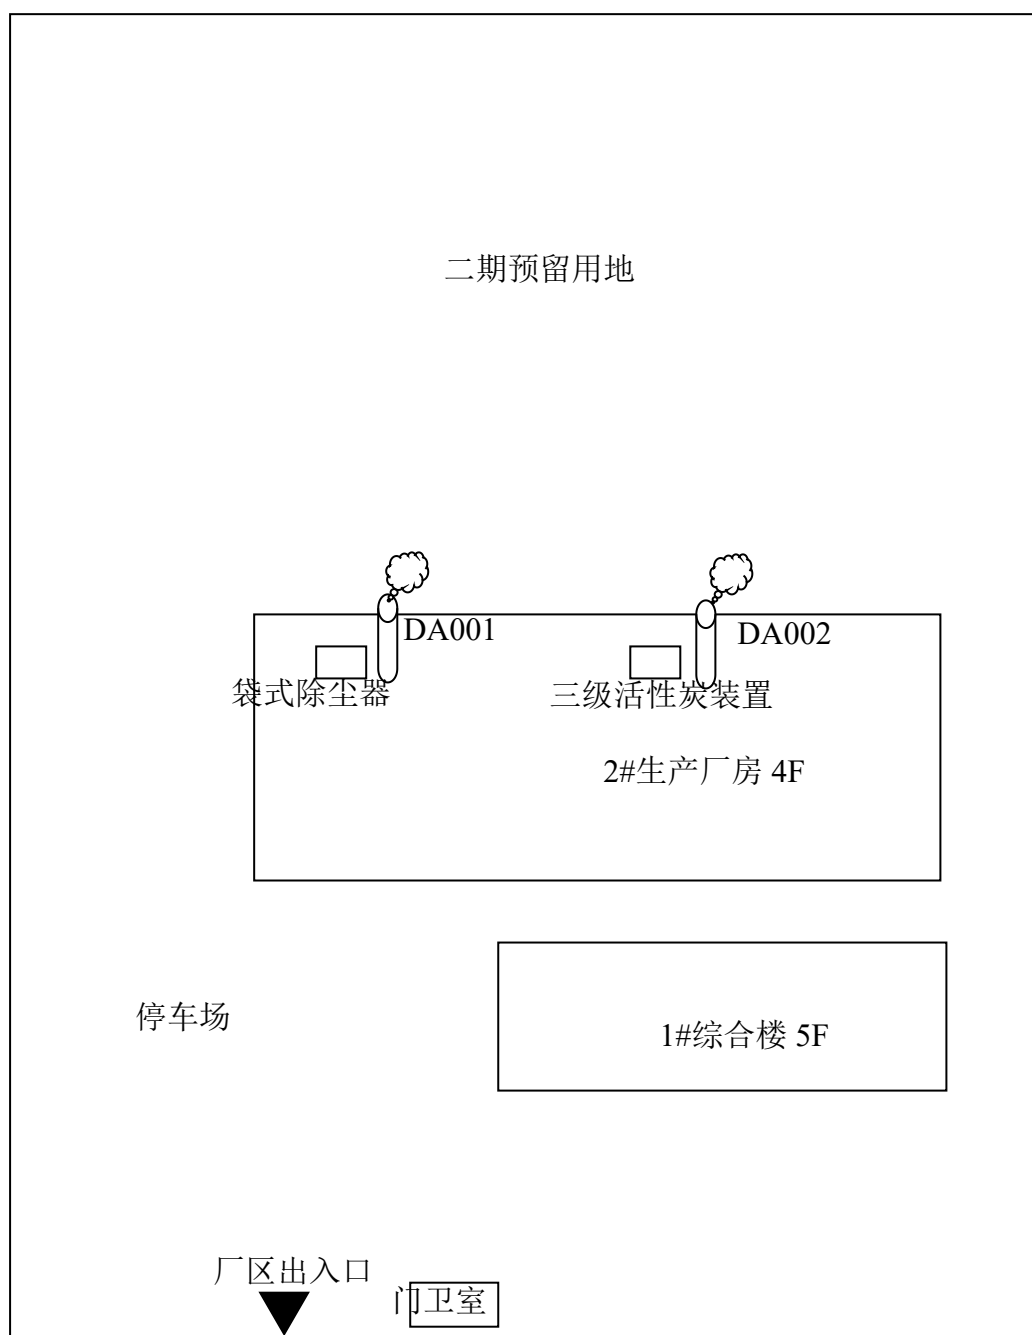 二期预留用地
DA001
DA002
袋式除尘器
三级活性炭装置
2#生产厂房 4F
停车场
1#综合楼 5F
厂区出入口
门卫室